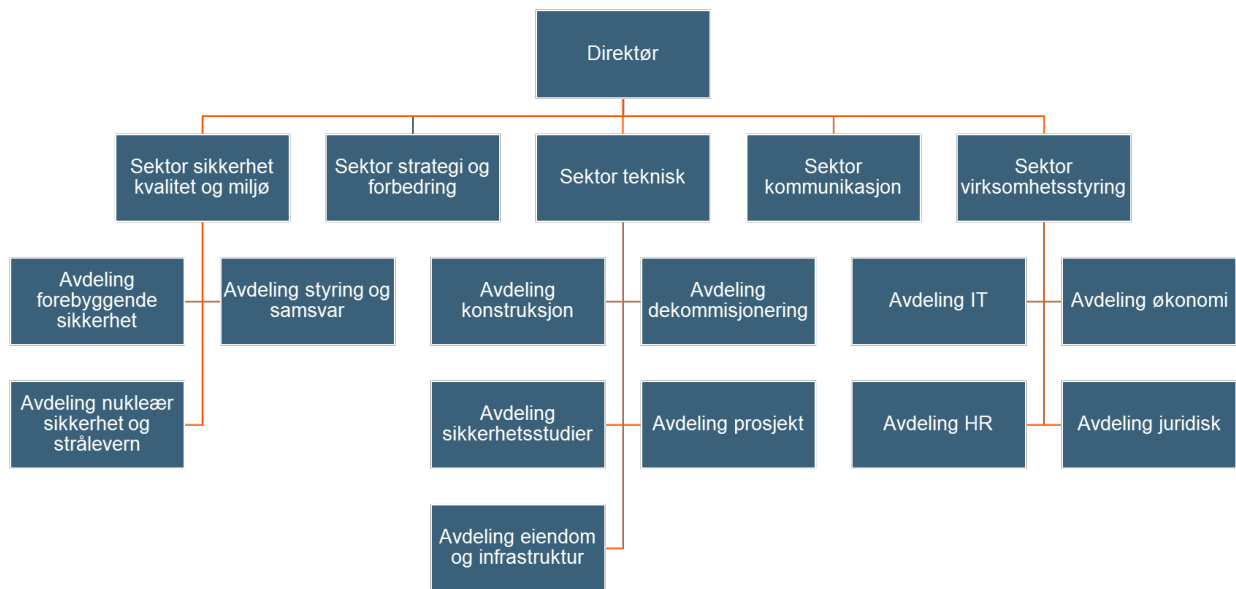 Direktør
Sektor sikkerhet
kvalitet og miljø
Sektor strategi og
forbedring
Sektor teknisk
Sektor
kommunikasjon
Sektor
virksomhetsstyring
Avdeling
forebyggende
sikkerhet
Avdeling styring og
samsvar
Avdeling
konstruksjon
Avdeling
dekommisjonering
Avdeling IT
Avdeling økonomi
Avdeling nukleær
sikkerhet og
strålevern
Avdeling
sikkerhetsstudier
Avdeling prosjekt
Avdeling HR
Avdeling juridisk
Avdeling eiendom
og infrastruktur